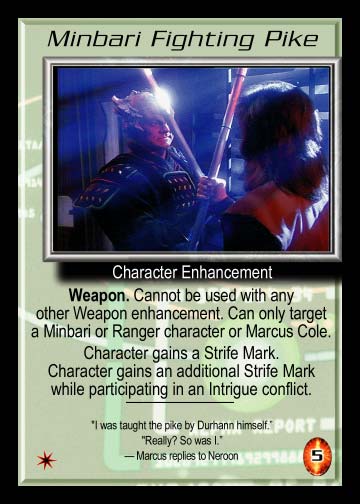 Minbari Fighting Pike
Character Enhancement
Weapon. Cannot be used with any
other Weapon enhancement. Can only target
a Minbari or Ranger character or Marcus Cole.
Character gains a Strife Mark.
Character gains an additional Strife Mark
while participating in an Intrigue conflict.
"I was taught the pike by Durhann himself."
"Really? So was I."
— Marcus replies to Neroon
5